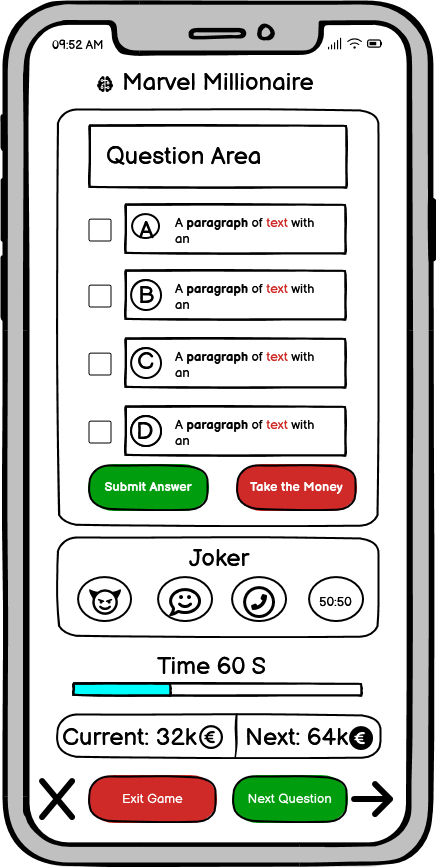 09:52 AM
Marvel Millionaire
Question Area
A
A paragraph of text with
an
B
A paragraph of text with
an
C
A paragraph of text with
an
D
A paragraph of text with
an
Submit Answer
Take the Money
Joker
50:50
Time 60 S
Current: 32k€
Next: 64k€
Exit Game
Next Question